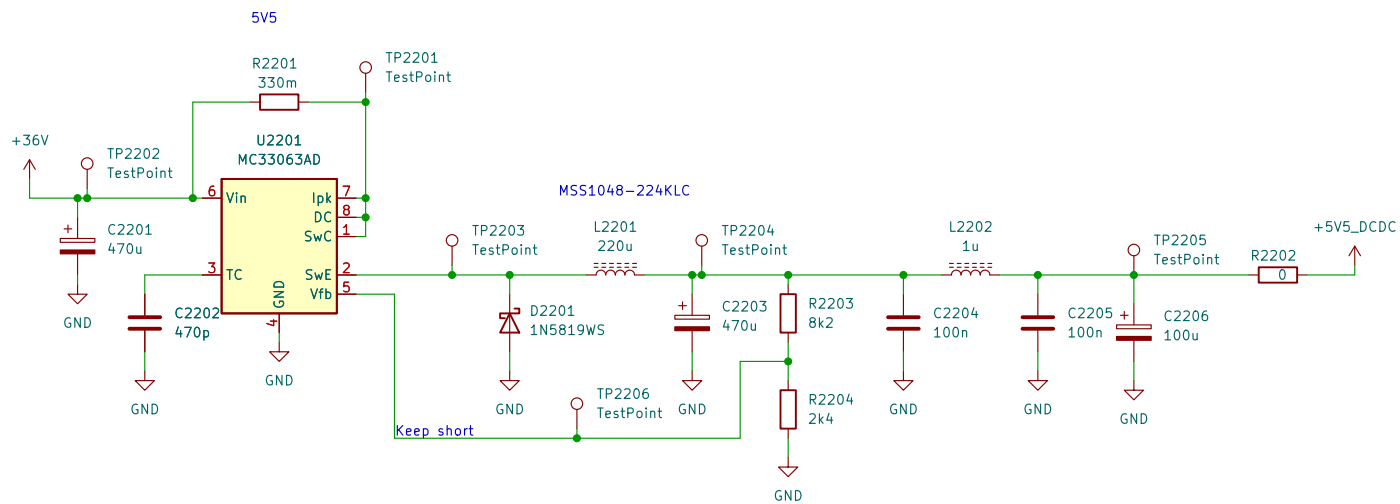 5V5
TP2201
TestPoint
R2201
330m
+36V
TP2202
TestPoint
U2201
MC33063AD
6
Vin
Ipk
7
DC
8
SwC
1
3
TC
SwE
2
Vfb
5
GND
4
C2201
470u
GND
C2202
470p
GND
GND
MSS1048-224KLC
TP2203
TestPoint
L2201
220u
TP2204
TestPoint
L2202
1u
TP2205
TestPoint
+5V5_DCDC
R2202
0
D2201
1N5819WS
GND
C2203
470u
GND
R2203
8k2
C2204
100n
GND
C2205
100n
GND
C2206
100u
GND
TP2206
TestPoint
R2204
2k4
Keep short
GND